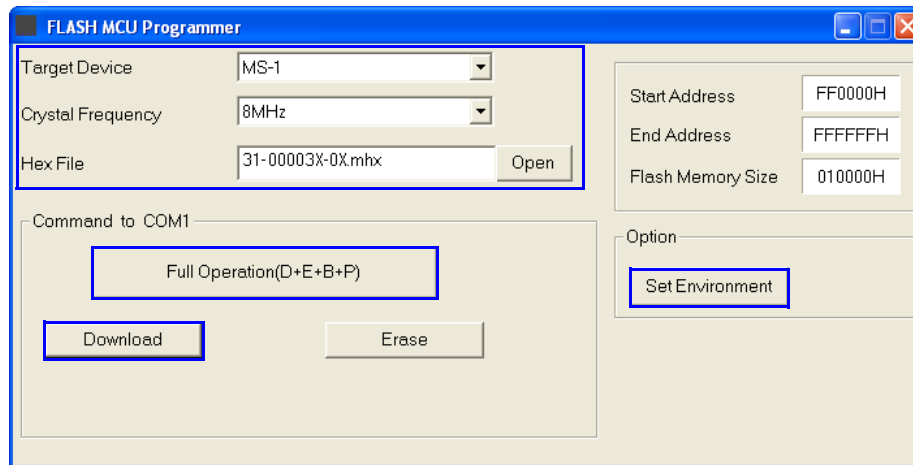 FLASH MCU Programmer
Target Device MS-1
Crystal Frequency 8MHz
Hex File 31-00003X-0X.mhx Open
Start Address FF0000H
End Address FFFFFFH
Flash Memory Size 010000H
Command to COM1
Full Operation(D+E+B+P)
Download Erase
Option
Set Environment